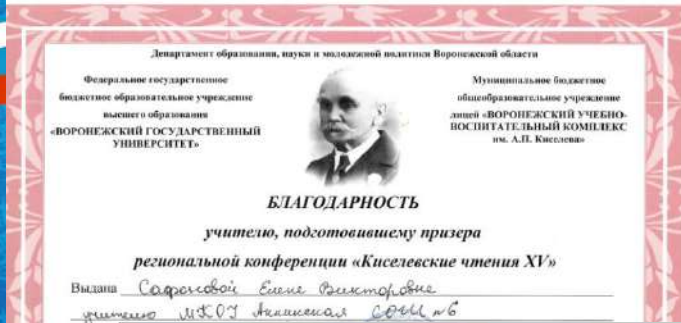 Департамент образования, науки и молодежной политики Воронежской области
Федеральное государственное
бюджетное образовательное учреждение
высшего образования
«ВОРОНЕЖСКИЙ ГОСУДАРСТВЕННЫЙ
УНИВЕРСИТЕТ»
Муниципальное бюджетное
общеобразовательное учреждение
лицей «ВОРОНЕЖСКИЙ УЧЕБНО-
ВОСПИТАТЕЛЬНЫЙ КОМПЛЕКС
им. А.П. Киселева»
БЛАГОДАРНОСТЬ
учителю, подготовившему призера
региональной конференции «Киселевские чтения XV»
Выдана Сафоновой Елене Викторовне
учителю МКОУ Аннинская СОШ №6